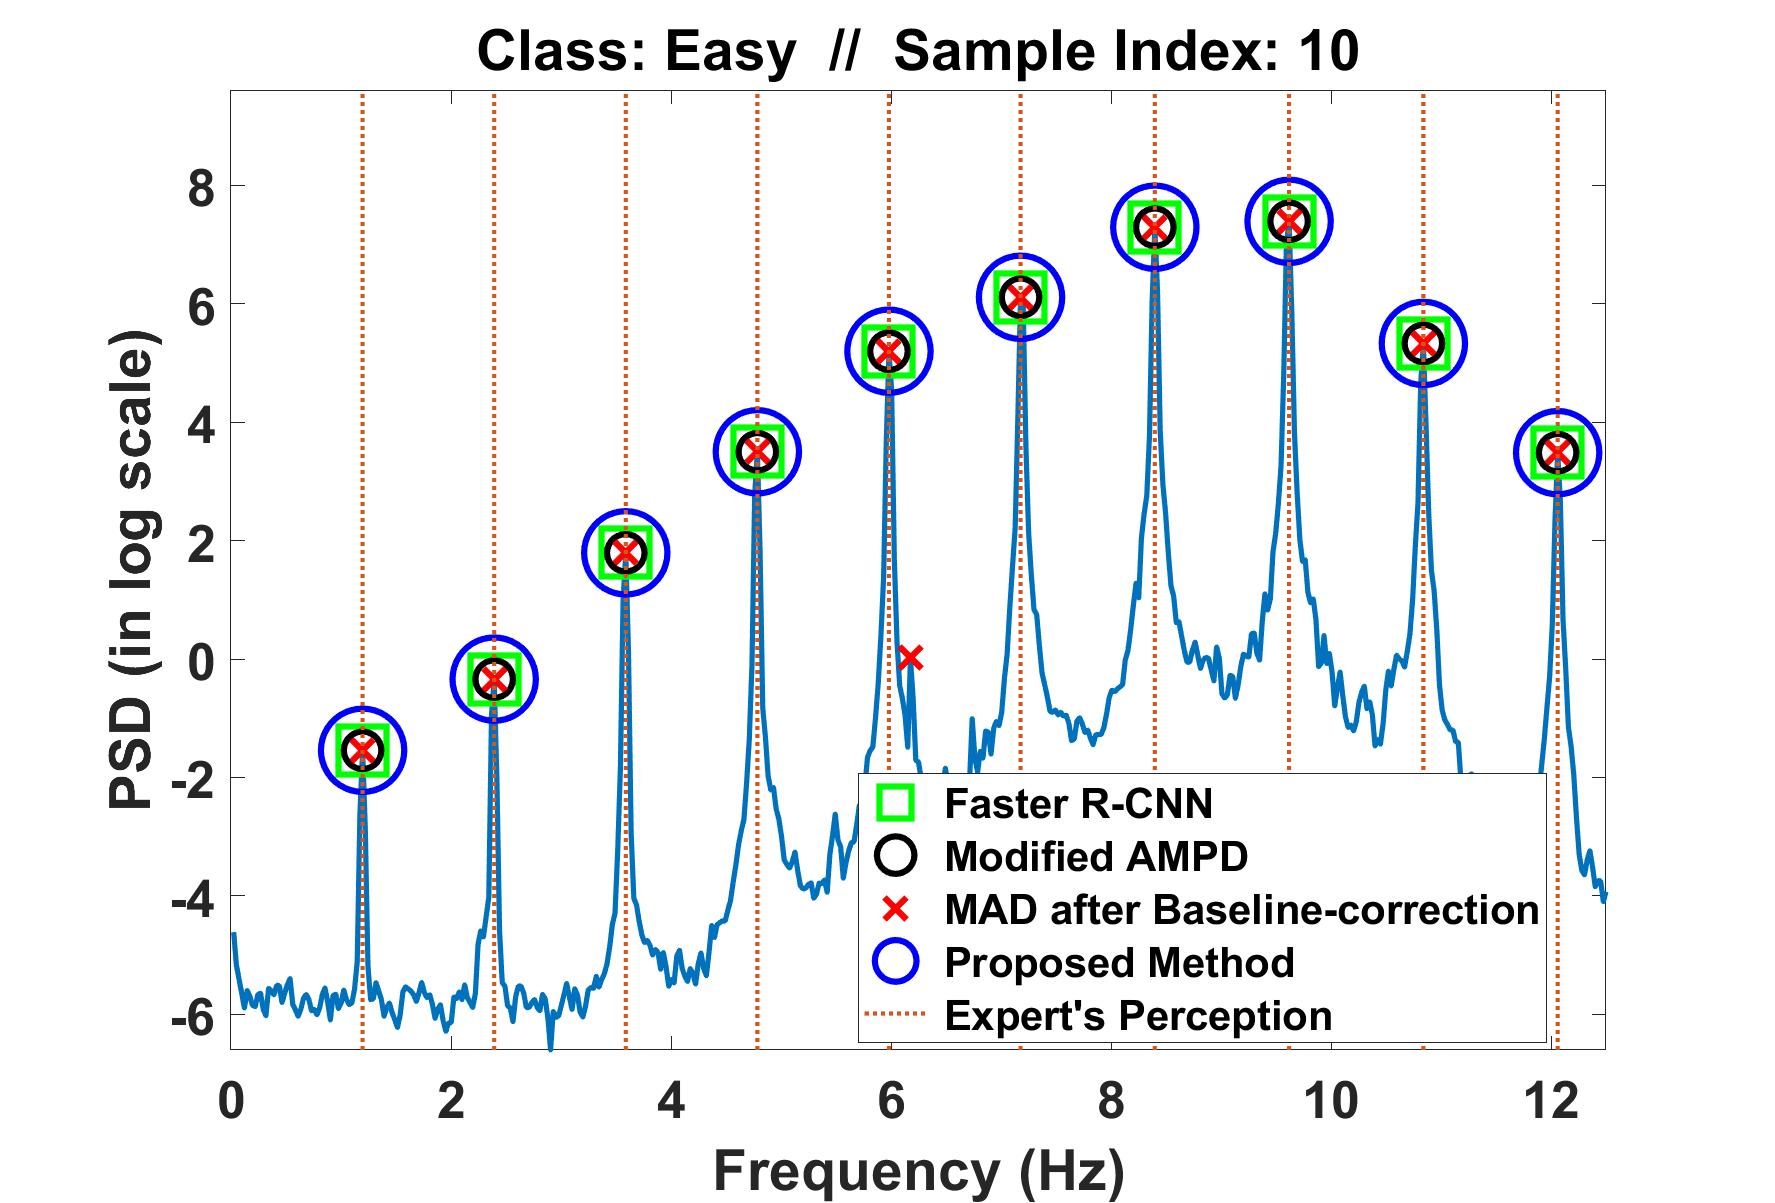 Class: Easy // Sample Index: 10
PSD (in log scale)
8
6
4
2
0
-2
-4
-6
Faster R-CNN
Modified AMPD
MAD after Baseline-correction
Proposed Method
Expert's Perception
0 2 4 6 8 10 12
Frequency (Hz)